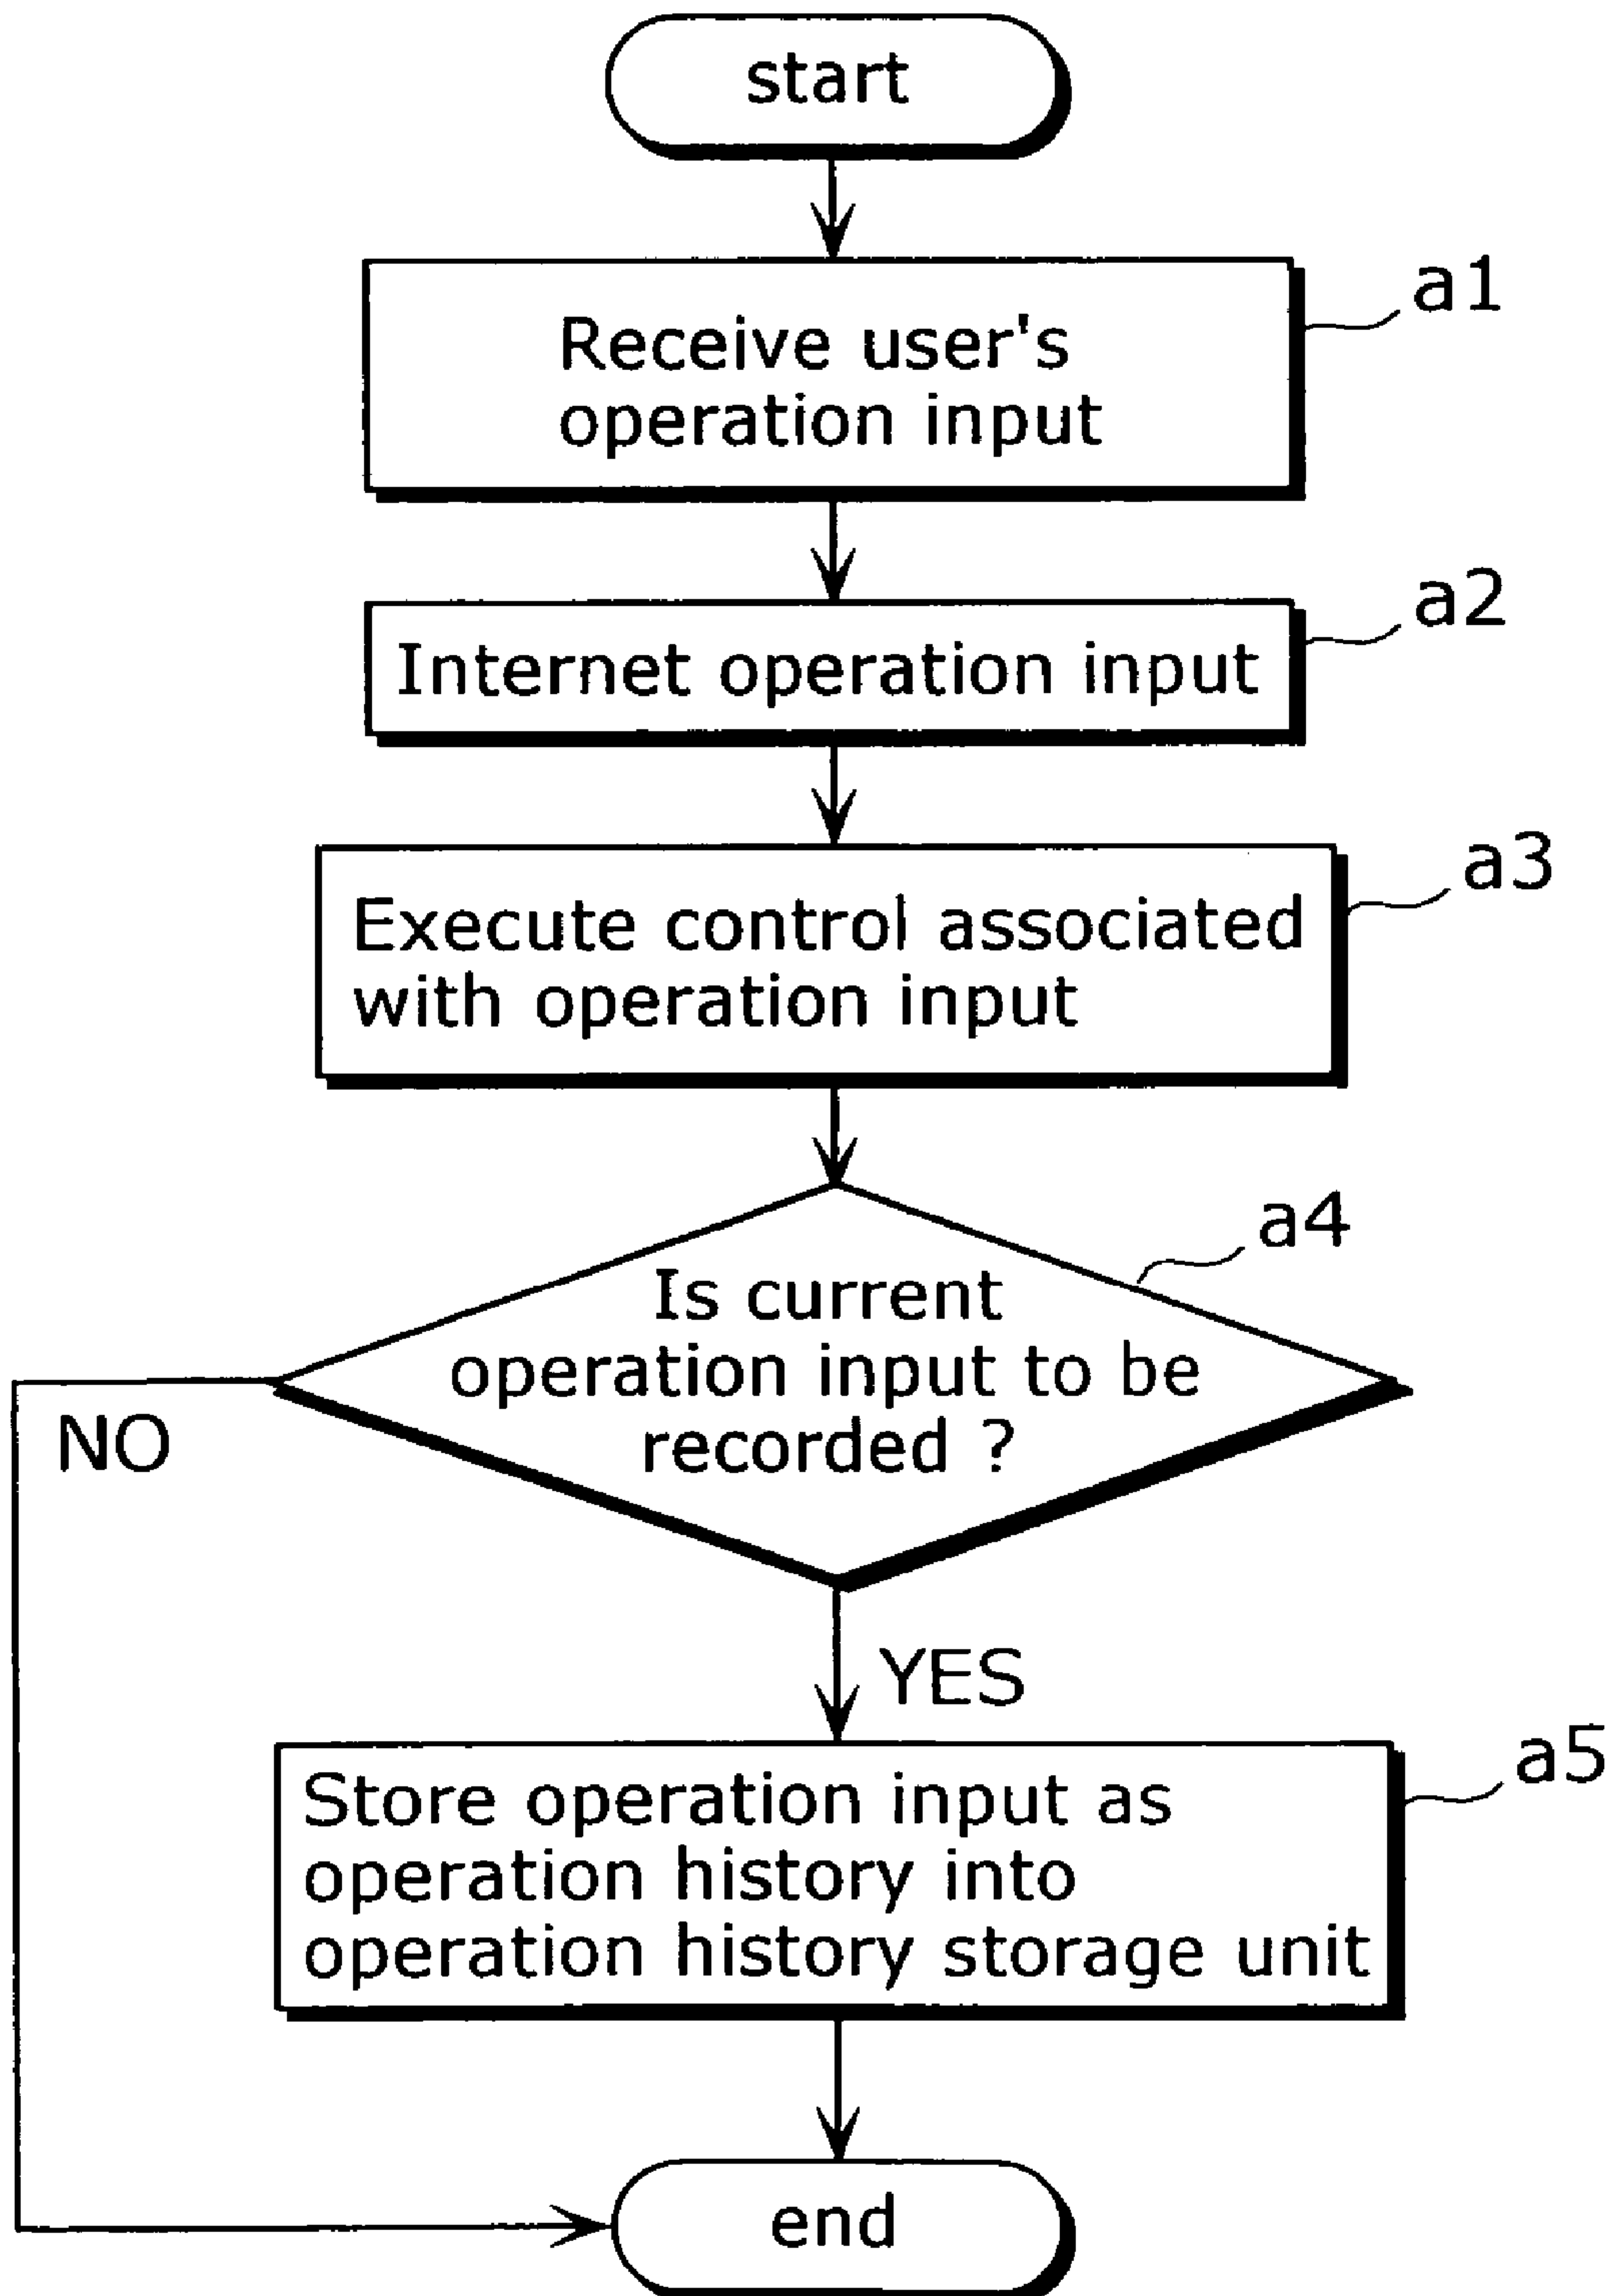 start
a1
Receive user's
operation input
a2
Internet operation input
a3
Execute control associated
with operation input
a4
Is current
operation input to be
recorded ?
NO
YES
a5
Store operation input as
operation history into
operation history storage unit
end